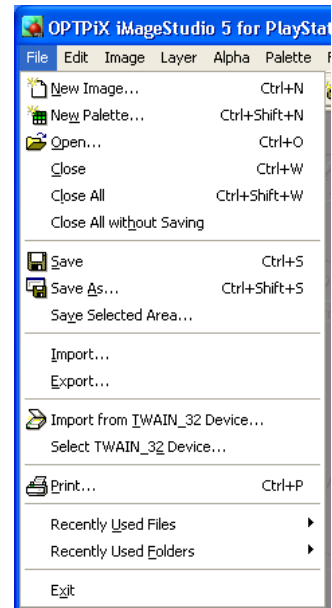 OPTPiX iMageStudio 5 for PlaySta
File Edit Image Layer Alpha Palette
New Image... Ctrl+N
New Palette... Ctrl+Shift+N
Open... Ctrl+O
Close Ctrl+W
Close All Ctrl+Shift+W
Close All without Saving
Save Ctrl+S
Save As... Ctrl+Shift+S
Save Selected Area...
Import...
Export...
Import from TWAIN_32 Device...
Select TWAIN_32 Device...
Print... Ctrl+P
Recently Used Files
Recently Used Folders
Exit